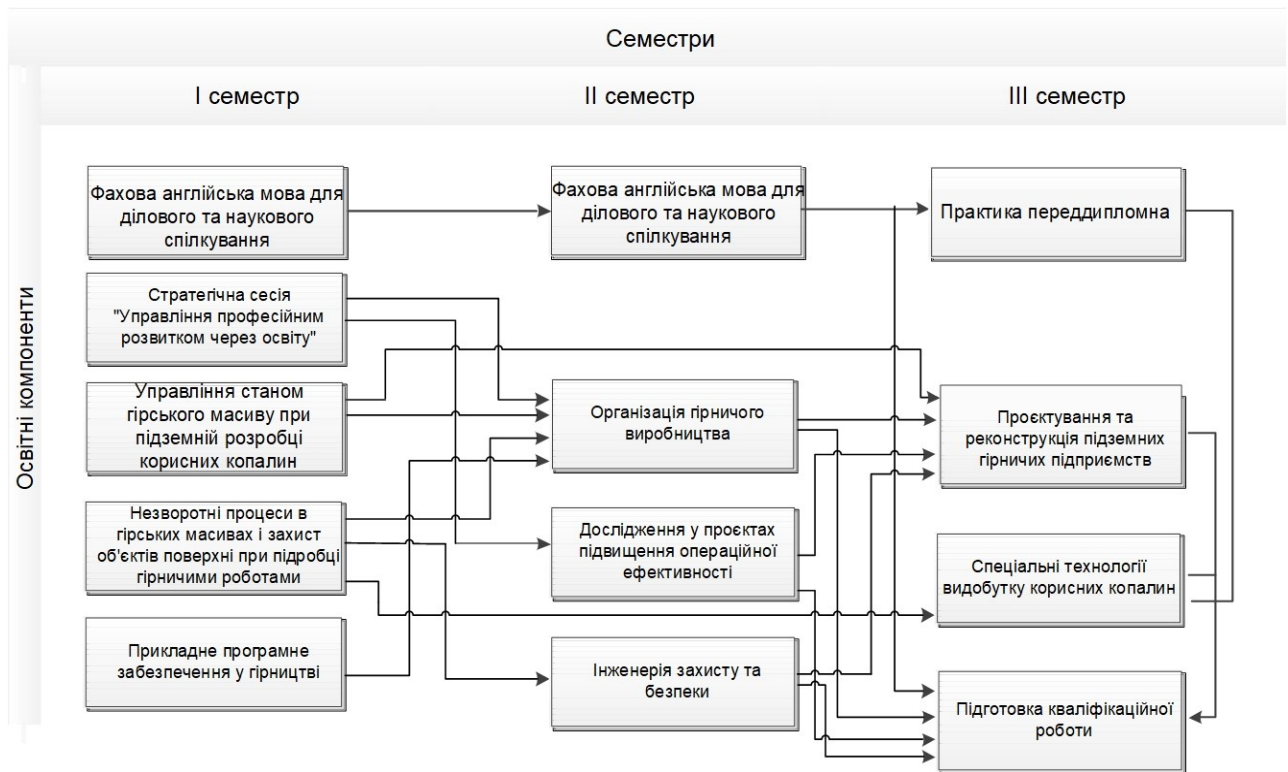 Семестри
I семестр
II семестр
III семестр
Освітні компоненти
Фахова англійська мова для
ділового та наукового
спілкування
Фахова англійська мова для
ділового та наукового
спілкування
Практика переддипломна
Стратегічна сесія
"Управління професійним
розвитком через освіту"
Управління станом
гірського масиву при
підземній розробці
корисних копалин
Організація гірничого
виробництва
Проєктування та
реконструкція підземних
гірничих підприємств
Незворотні процеси в
гірських масивах і захист
об'єктів поверхні при підробці
гірничими роботами
Дослідження у проєктах
підвищення операційної
ефективності
Спеціальні технології
видобутку корисних копалин
Прикладне програмне
забезпечення у гірництві
Інженерія захисту та
безпеки
Підготовка кваліфікаційної
роботи